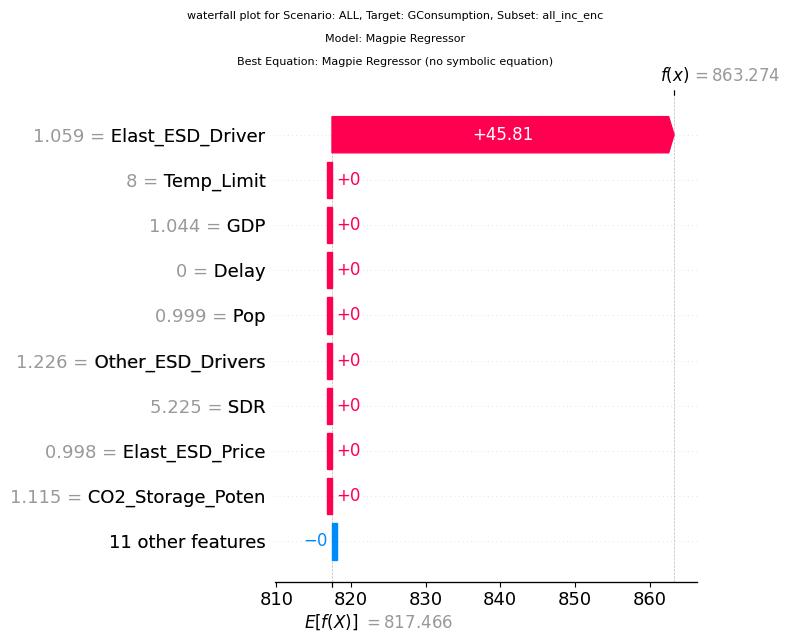 waterfall plot for Scenario: ALL, Target: GConsumption, Subset: all_inc_enc
Model: Magpie Regressor
Best Equation: Magpie Regressor (no symbolic equation)
f(x) = 863.274
1.059 = Elast_ESD_Driver +45.81
8 = Temp_Limit +0
1.044 = GDP +0
0 = Delay +0
0.999 = Pop +0
1.226 = Other_ESD_Drivers +0
5.225 = SDR +0
0.998 = Elast_ESD_Price +0
1.115 = CO2_Storage_Poten +0
11 other features −0
810 820 830 840 850 860
E[f(X)] = 817.466